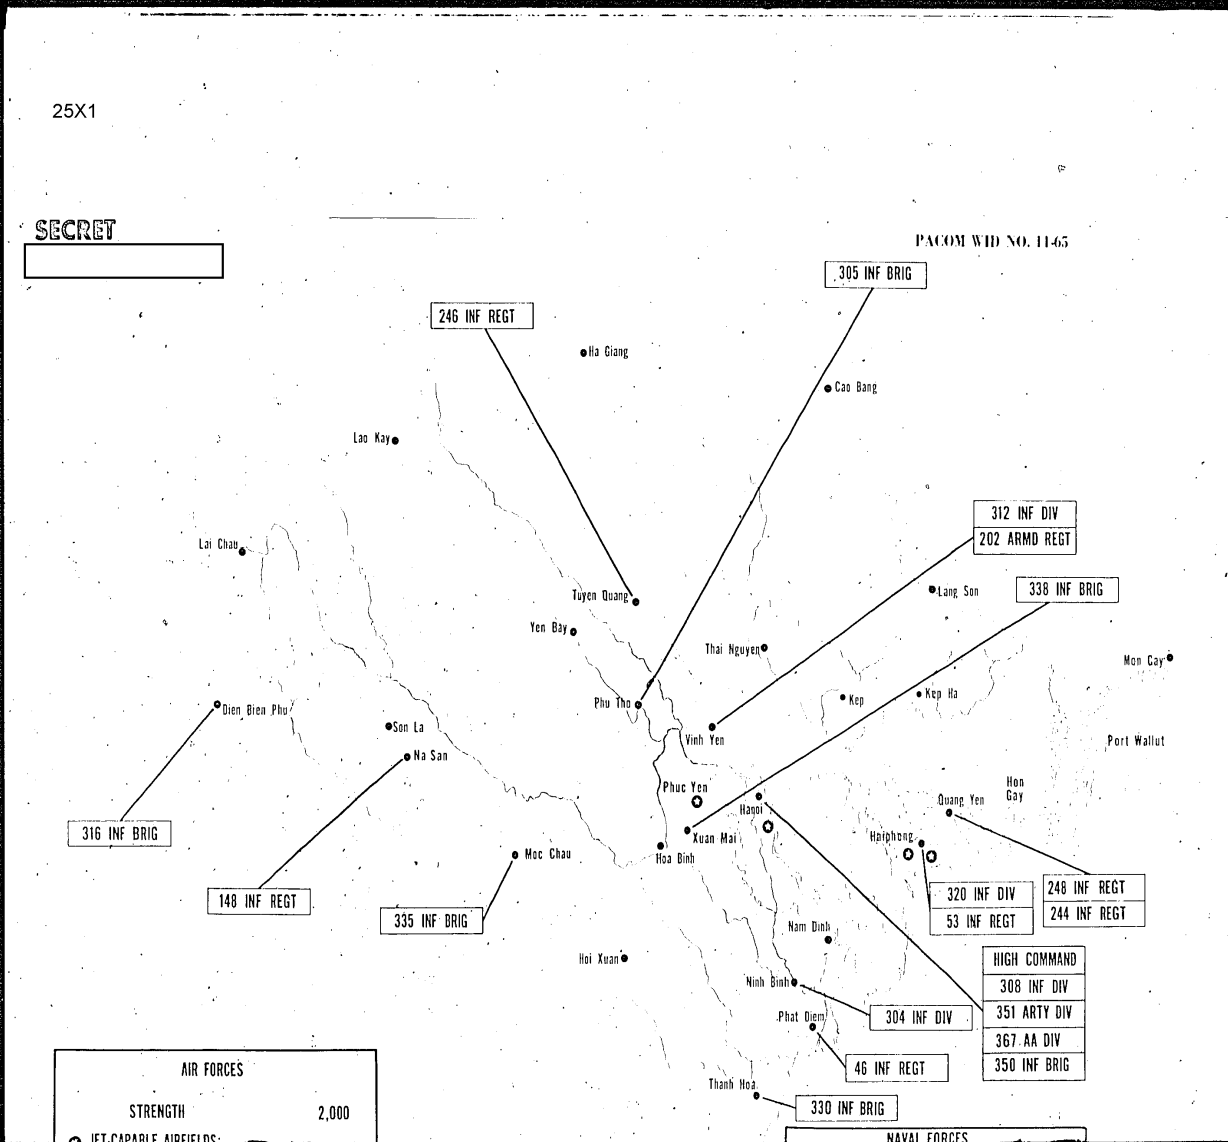 25X1
SECRET
PACOM WID NO. 11-65
305 INF BRIG
246 INF REGT
Ha Giang
Cao Bang
Lao Kay
312 INF DIV
202 ARMD REGT
Lai Chau
338 INF BRIG
Lang Son
Tuyen Quang
Yen Bay
Thai Nguyen
Mon Cay
Phu Tho
Kep
Kep Ha
Dien Bien Phu
Son La
Vinh Yen
Port Wallut
Na San
Phuc Yen
Hon
Gay
Hanoi
Quang Yen
316 INF BRIG
Xuan Mai
Haiphong
Hoa Binh
Moc Chau
148 INF REGT
320 INF DIV
53 INF REGT
248 INF REGT
244 INF REGT
335 INF BRIG
Nam Dinh
Hoi Xuan
HIGH COMMAND
308 INF DIV
351 ARTY DIV
367 AA DIV
350 INF BRIG
Ninh Binh
304 INF DIV
Phat Diem
46 INF REGT
Thanh Hoa
330 INF BRIG
AIR FORCES
STRENGTH 2,000
JET-CAPABLE AIRFIELDS:
NAVAL FORCES